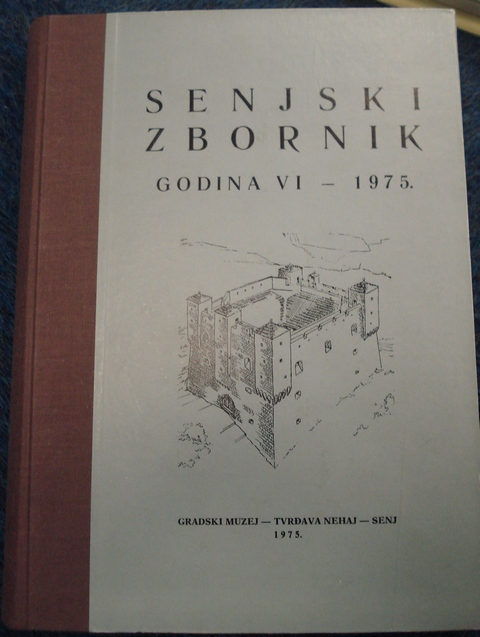 SENJSKI
ZBORNIK
GODINA VI – 1975.
GRADSKI MUZEJ — TVRĐAVA NEHAJ — SENJ
1975.